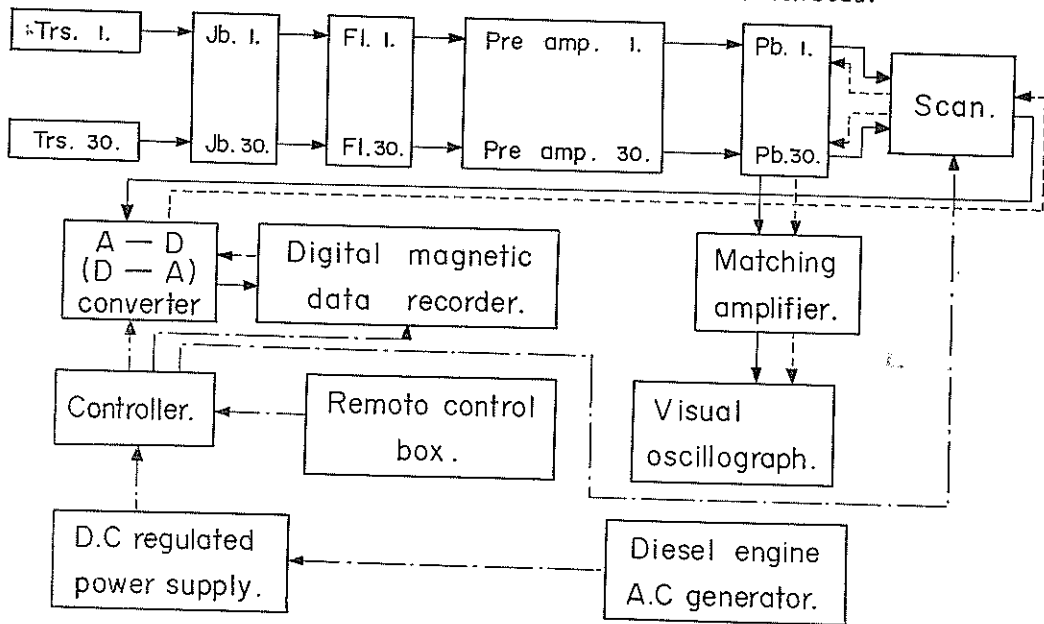 Trs. 1.
Jb. 1.
Fl. 1.
Pre amp. 1.
Pb. 1.
Scan.
Trs. 30.
Jb. 30.
Fl. 30.
Pre amp. 30.
Pb. 30.
A — D
(D — A)
converter
Digital magnetic
data recorder.
Matching
amplifier.
Controller.
Remoto control
box.
Visual
oscillograph.
D.C regulated
power supply.
Diesel engine
A.C generator.